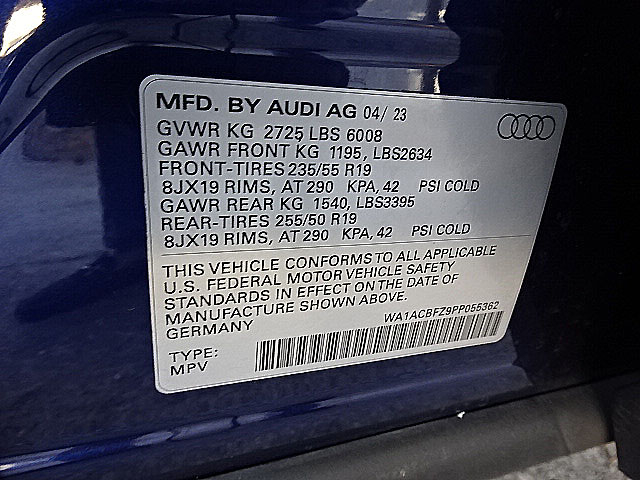 MFD. BY AUDI AG 04/ 23
GVWR KG 2725 LBS 6008
GAWR FRONT KG 1195, LBS2634
FRONT-TIRES 235/55 R19
8JX19 RIMS, AT 290 KPA, 42 PSI COLD
GAWR REAR KG 1540, LBS3395
REAR-TIRES 255/50 R19
8JX19 RIMS, AT 290 KPA, 42 PSI COLD
THIS VEHICLE CONFORMS TO ALL APPLICABLE
U.S. FEDERAL MOTOR VEHICLE SAFETY
STANDARDS IN EFFECT ON THE DATE OF
MANUFACTURE SHOWN ABOVE.
GERMANY
WA1ACBFZ9PP055362
TYPE:
MPV